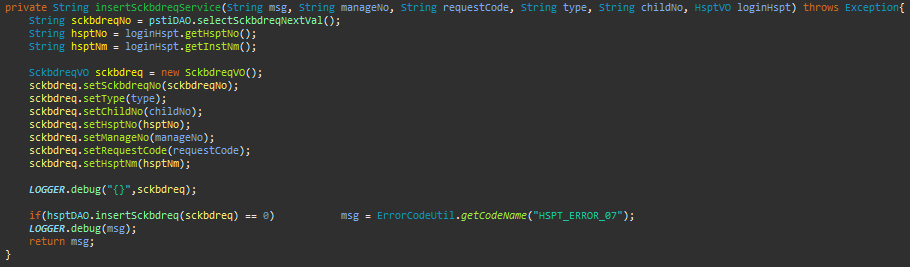 private String insertSckbdreqService(String msg, String manageNo, String requestCode, String type, String childNo, HsptVO loginHspt) throws Exception{
String sckbdreqNo = pstiDAO.selectSckbdreqNextVal();
String hsptNo = loginHspt.getHsptNo();
String hsptNm = loginHspt.getInstNm();
SckbdreqVO sckbdreq = new SckbdreqVO();
sckbdreq.setSckbdreqNo(sckbdreqNo);
sckbdreq.setType(type);
sckbdreq.setChildNo(childNo);
sckbdreq.setHsptNo(hsptNo);
sckbdreq.setManageNo(manageNo);
sckbdreq.setRequestCode(requestCode);
sckbdreq.setHsptNm(hsptNm);
LOGGER.debug("{}",sckbdreq);
if(hsptDAO.insertSckbdreq(sckbdreq) == 0) msg = ErrorCodeUtil.getCodeName("HSPT_ERROR_07");
LOGGER.debug(msg);
return msg;
}